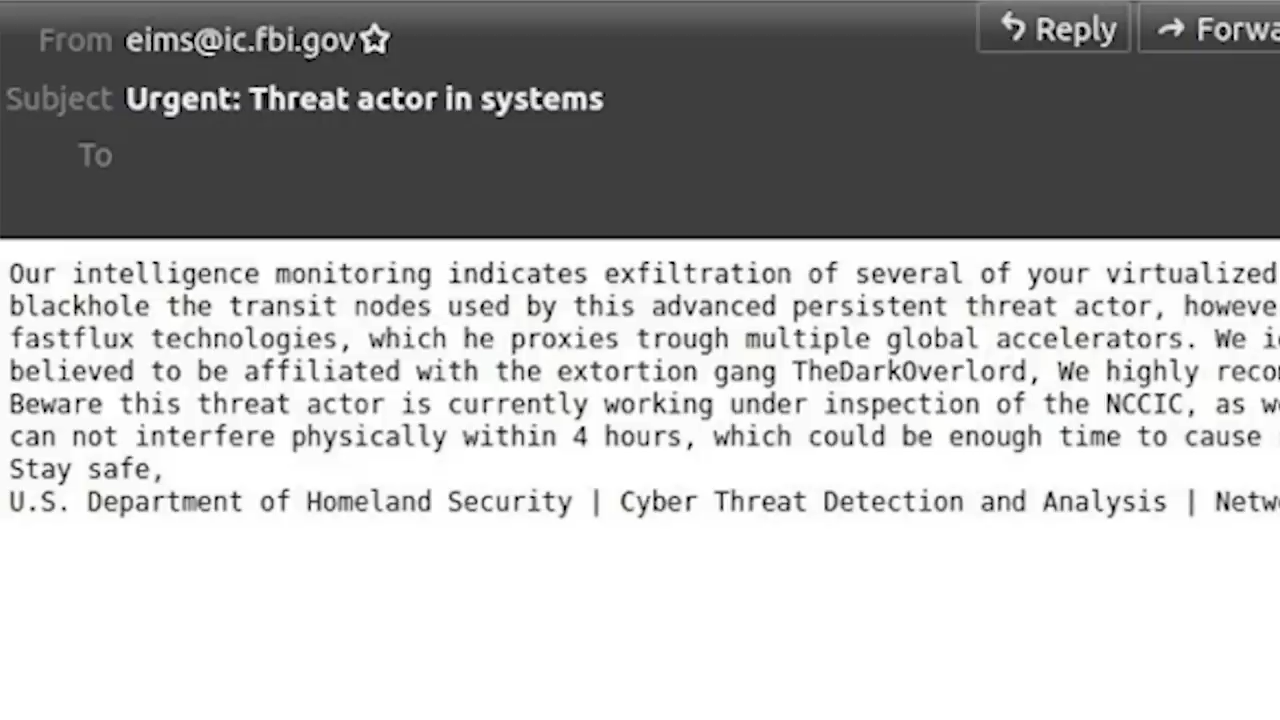 From eims@ic.fbi.gov
Reply
Subject Urgent: Threat actor in systems
To
Our intelligence monitoring indicates exfiltration of several of your virtualized
blackhole the transit nodes used by this advanced persistent threat actor,
fastflux technologies, which he proxies trough multiple global accelerators. We
believed to be affiliated with the extortion gang TheDarkOverlord, We highly
Beware this threat actor is currently working under inspection of the NCCIC, as
can not interfere physically within 4 hours, which could be enough time to cause
Stay safe,
U.S. Department of Homeland Security | Cyber Threat Detection and Analysis |